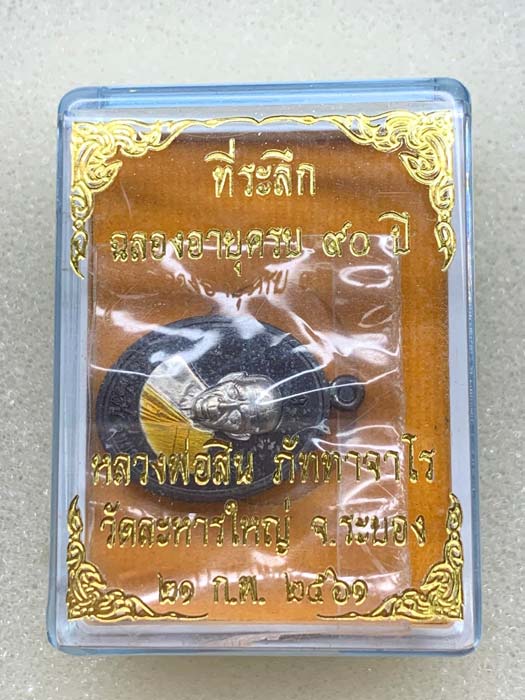 ที่ระลึก
ฉลองอายุครบ ๙๐ ปี
หลวงพ่อสิน ภัททาจาโร
วัดละหารใหญ่ จ.ระยอง
๒๑ ก.พ. ๒๕๖๑